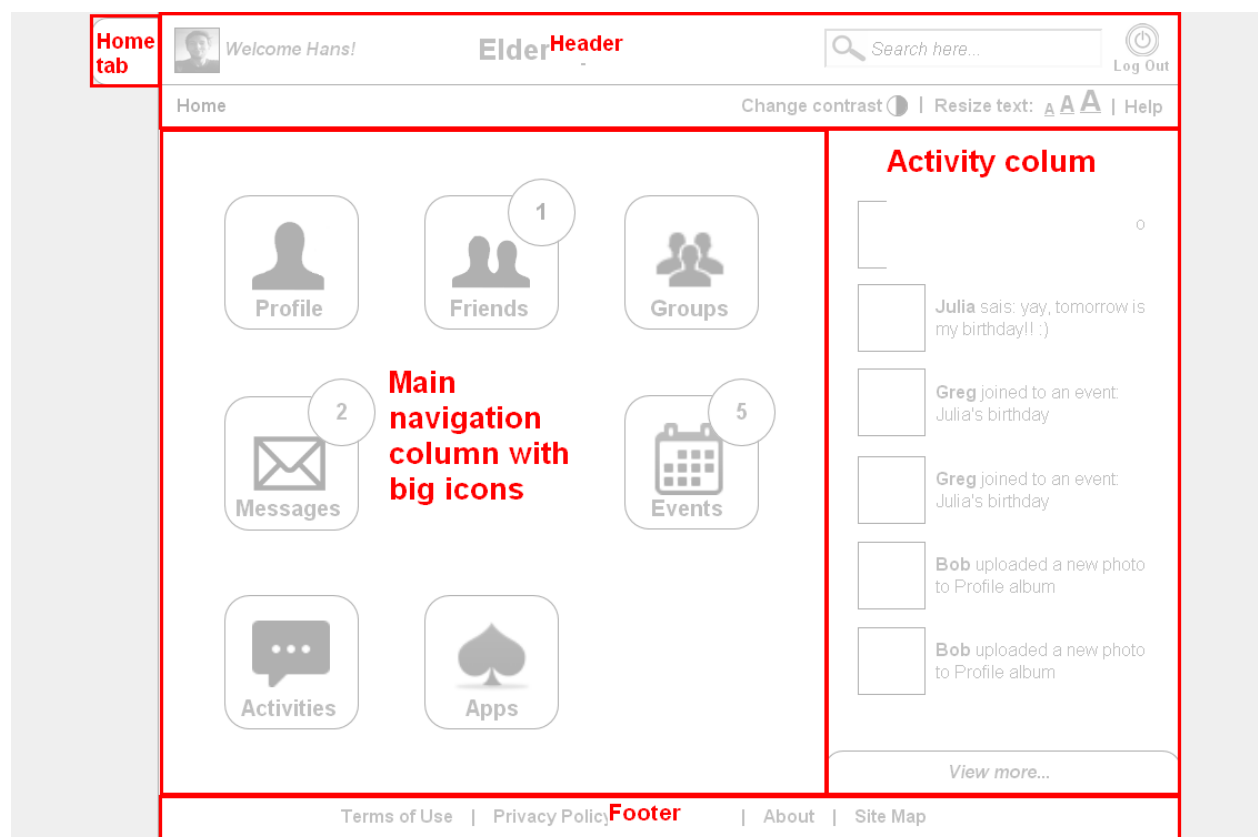 Home
tab
Welcome Hans!
Elder
Header
Search here...
Log Out
Home
Change contrast | Resize text: A A A | Help
Activity colum
1
Profile
Friends
Groups
o
Julia sais: yay, tomorrow is
my birthday!! :)
Greg joined to an event:
Julia's birthday
Main
navigation
column with
big icons
2
5
Messages
Events
Greg joined to an event:
Julia's birthday
Bob uploaded a new photo
to Profile album
Bob uploaded a new photo
to Profile album
Activities
Apps
View more...
Terms of Use | Privacy Policy
Footer
| About | Site Map